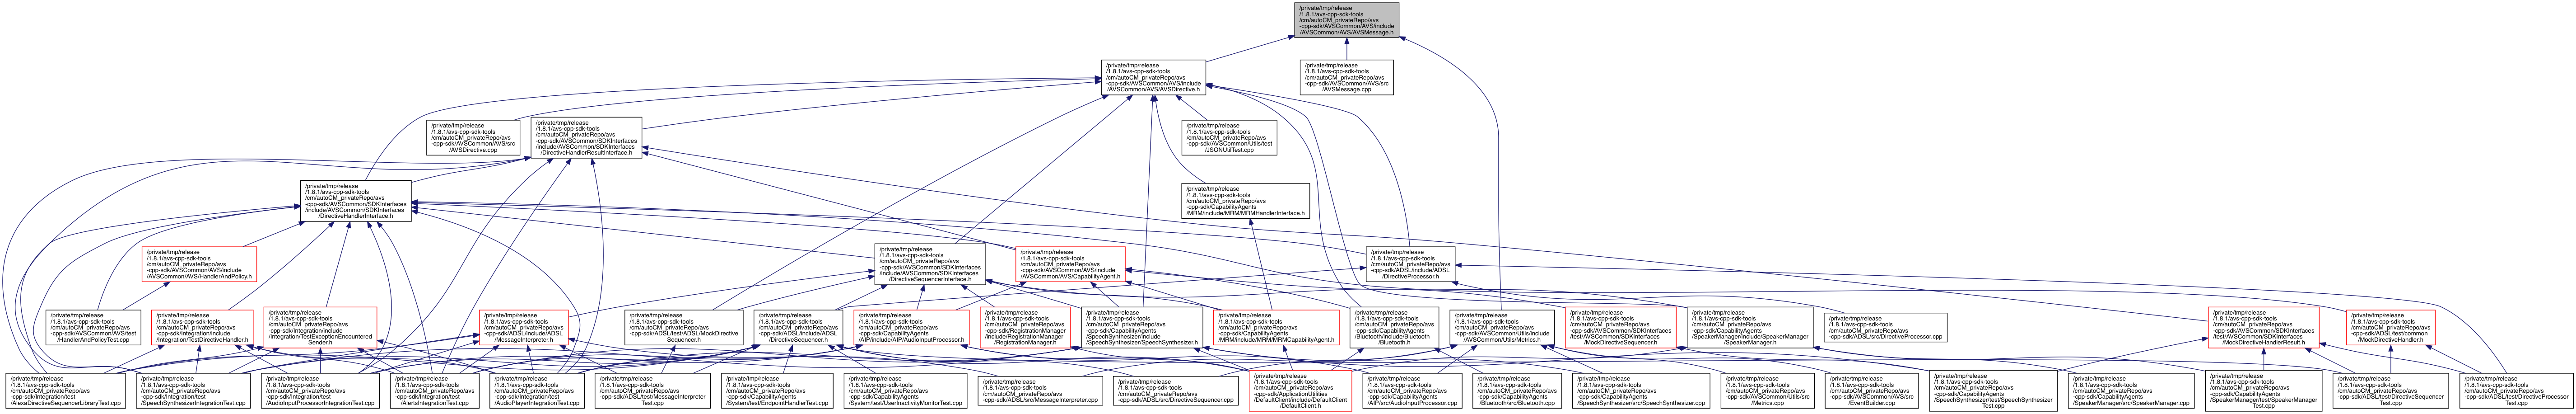 /private/tmp/release
/1.8.1/avs-cpp-sdk-tools
/cm/autoCM_privateRepo/avs
-cpp-sdk/AVSCommon/AVS/include
/AVSCommon/AVS/AVSMessage.h
/private/tmp/release
/1.8.1/avs-cpp-sdk-tools
/cm/autoCM_privateRepo/avs
-cpp-sdk/AVSCommon/AVS/include
/AVSCommon/AVS/AVSDirective.h
/private/tmp/release
/1.8.1/avs-cpp-sdk-tools
/cm/autoCM_privateRepo/avs
-cpp-sdk/AVSCommon/AVS/src
/AVSMessage.cpp
/private/tmp/release
/1.8.1/avs-cpp-sdk-tools
/cm/autoCM_privateRepo/avs
-cpp-sdk/AVSCommon/AVS/src
/AVSDirective.cpp
/private/tmp/release
/1.8.1/avs-cpp-sdk-tools
/cm/autoCM_privateRepo/avs
-cpp-sdk/AVSCommon/SDKInterfaces
/include/AVSCommon/SDKInterfaces
/DirectiveHandlerResultInterface.h
/private/tmp/release
/1.8.1/avs-cpp-sdk-tools
/cm/autoCM_privateRepo/avs
-cpp-sdk/AVSCommon/Utils/test
/JSONUtilTest.cpp
/private/tmp/release
/1.8.1/avs-cpp-sdk-tools
/cm/autoCM_privateRepo/avs
-cpp-sdk/AVSCommon/SDKInterfaces
/include/AVSCommon/SDKInterfaces
/DirectiveHandlerInterface.h
/private/tmp/release
/1.8.1/avs-cpp-sdk-tools
/cm/autoCM_privateRepo/avs
-cpp-sdk/CapabilityAgents
/MRM/include/MRM/MRMHandlerInterface.h
/private/tmp/release
/1.8.1/avs-cpp-sdk-tools
/cm/autoCM_privateRepo/avs
-cpp-sdk/AVSCommon/AVS/include
/AVSCommon/AVS/HandlerAndPolicy.h
/private/tmp/release
/1.8.1/avs-cpp-sdk-tools
/cm/autoCM_privateRepo/avs
-cpp-sdk/AVSCommon/SDKInterfaces
/include/AVSCommon/SDKInterfaces
/DirectiveSequencerInterface.h
/private/tmp/release
/1.8.1/avs-cpp-sdk-tools
/cm/autoCM_privateRepo/avs
-cpp-sdk/AVSCommon/AVS/include
/AVSCommon/AVS/CapabilityAgent.h
/private/tmp/release
/1.8.1/avs-cpp-sdk-tools
/cm/autoCM_privateRepo/avs
-cpp-sdk/ADSL/include/ADSL
/DirectiveProcessor.h
/private/tmp/release
/1.8.1/avs-cpp-sdk-tools
/cm/autoCM_privateRepo/avs
-cpp-sdk/AVSCommon/AVS/test
/HandlerAndPolicyTest.cpp
/private/tmp/release
/1.8.1/avs-cpp-sdk-tools
/cm/autoCM_privateRepo/avs
-cpp-sdk/Integration/include
/Integration/TestDirectiveHandler.h
/private/tmp/release
/1.8.1/avs-cpp-sdk-tools
/cm/autoCM_privateRepo/avs
-cpp-sdk/Integration/include
/Integration/TestExceptionEncountered
Sender.h
/private/tmp/release
/1.8.1/avs-cpp-sdk-tools
/cm/autoCM_privateRepo/avs
-cpp-sdk/ADSL/include/ADSL
/MessageInterpreter.h
/private/tmp/release
/1.8.1/avs-cpp-sdk-tools
/cm/autoCM_privateRepo/avs
-cpp-sdk/ADSL/test/ADSL/MockDirective
Sequencer.h
/private/tmp/release
/1.8.1/avs-cpp-sdk-tools
/cm/autoCM_privateRepo/avs
-cpp-sdk/ADSL/include/ADSL
/DirectiveSequencer.h
/private/tmp/release
/1.8.1/avs-cpp-sdk-tools
/cm/autoCM_privateRepo/avs
-cpp-sdk/CapabilityAgents
/AIP/include/AIP/AudioInputProcessor.h
/private/tmp/release
/1.8.1/avs-cpp-sdk-tools
/cm/autoCM_privateRepo/avs
-cpp-sdk/RegistrationManager
/include/RegistrationManager
/RegistrationManager.h
/private/tmp/release
/1.8.1/avs-cpp-sdk-tools
/cm/autoCM_privateRepo/avs
-cpp-sdk/CapabilityAgents
/SpeechSynthesizer/include
/SpeechSynthesizer/SpeechSynthesizer.h
/private/tmp/release
/1.8.1/avs-cpp-sdk-tools
/cm/autoCM_privateRepo/avs
-cpp-sdk/CapabilityAgents
/MRM/include/MRM/MRMCapabilityAgent.h
/private/tmp/release
/1.8.1/avs-cpp-sdk-tools
/cm/autoCM_privateRepo/avs
-cpp-sdk/CapabilityAgents
/Bluetooth/include/Bluetooth
/Bluetooth.h
/private/tmp/release
/1.8.1/avs-cpp-sdk-tools
/cm/autoCM_privateRepo/avs
-cpp-sdk/AVSCommon/Utils/include
/AVSCommon/Utils/Metrics.h
/private/tmp/release
/1.8.1/avs-cpp-sdk-tools
/cm/autoCM_privateRepo/avs
-cpp-sdk/AVSCommon/SDKInterfaces
/test/AVSCommon/SDKInterfaces
/MockDirectiveSequencer.h
/private/tmp/release
/1.8.1/avs-cpp-sdk-tools
/cm/autoCM_privateRepo/avs
-cpp-sdk/CapabilityAgents
/SpeakerManager/include/SpeakerManager
/SpeakerManager.h
/private/tmp/release
/1.8.1/avs-cpp-sdk-tools
/cm/autoCM_privateRepo/avs
-cpp-sdk/ADSL/src/DirectiveProcessor.cpp
/private/tmp/release
/1.8.1/avs-cpp-sdk-tools
/cm/autoCM_privateRepo/avs
-cpp-sdk/AVSCommon/SDKInterfaces
/test/AVSCommon/SDKInterfaces
/MockDirectiveHandlerResult.h
/private/tmp/release
/1.8.1/avs-cpp-sdk-tools
/cm/autoCM_privateRepo/avs
-cpp-sdk/ADSL/test/common
/MockDirectiveHandler.h
/private/tmp/release
/1.8.1/avs-cpp-sdk-tools
/cm/autoCM_privateRepo/avs
-cpp-sdk/Integration/test
/AlexaDirectiveSequencerLibraryTest.cpp
/private/tmp/release
/1.8.1/avs-cpp-sdk-tools
/cm/autoCM_privateRepo/avs
-cpp-sdk/Integration/test
/SpeechSynthesizerIntegrationTest.cpp
/private/tmp/release
/1.8.1/avs-cpp-sdk-tools
/cm/autoCM_privateRepo/avs
-cpp-sdk/Integration/test
/AudioInputProcessorIntegrationTest.cpp
/private/tmp/release
/1.8.1/avs-cpp-sdk-tools
/cm/autoCM_privateRepo/avs
-cpp-sdk/Integration/test
/AlertsIntegrationTest.cpp
/private/tmp/release
/1.8.1/avs-cpp-sdk-tools
/cm/autoCM_privateRepo/avs
-cpp-sdk/Integration/test
/AudioPlayerIntegrationTest.cpp
/private/tmp/release
/1.8.1/avs-cpp-sdk-tools
/cm/autoCM_privateRepo/avs
-cpp-sdk/ADSL/test/MessageInterpreter
Test.cpp
/private/tmp/release
/1.8.1/avs-cpp-sdk-tools
/cm/autoCM_privateRepo/avs
-cpp-sdk/CapabilityAgents
/System/test/EndpointHandlerTest.cpp
/private/tmp/release
/1.8.1/avs-cpp-sdk-tools
/cm/autoCM_privateRepo/avs
-cpp-sdk/CapabilityAgents
/System/test/UserInactivityMonitorTest.cpp
/private/tmp/release
/1.8.1/avs-cpp-sdk-tools
/cm/autoCM_privateRepo/avs
-cpp-sdk/ADSL/src/MessageInterpreter.cpp
/private/tmp/release
/1.8.1/avs-cpp-sdk-tools
/cm/autoCM_privateRepo/avs
-cpp-sdk/ADSL/src/DirectiveSequencer.cpp
/private/tmp/release
/1.8.1/avs-cpp-sdk-tools
/cm/autoCM_privateRepo/avs
-cpp-sdk/ApplicationUtilities
/DefaultClient/include/DefaultClient
/DefaultClient.h
/private/tmp/release
/1.8.1/avs-cpp-sdk-tools
/cm/autoCM_privateRepo/avs
-cpp-sdk/CapabilityAgents
/AIP/src/AudioInputProcessor.cpp
/private/tmp/release
/1.8.1/avs-cpp-sdk-tools
/cm/autoCM_privateRepo/avs
-cpp-sdk/CapabilityAgents
/Bluetooth/src/Bluetooth.cpp
/private/tmp/release
/1.8.1/avs-cpp-sdk-tools
/cm/autoCM_privateRepo/avs
-cpp-sdk/CapabilityAgents
/SpeechSynthesizer/src/SpeechSynthesizer.cpp
/private/tmp/release
/1.8.1/avs-cpp-sdk-tools
/cm/autoCM_privateRepo/avs
-cpp-sdk/AVSCommon/Utils/src
/Metrics.cpp
/private/tmp/release
/1.8.1/avs-cpp-sdk-tools
/cm/autoCM_privateRepo/avs
-cpp-sdk/AVSCommon/AVS/src
/EventBuilder.cpp
/private/tmp/release
/1.8.1/avs-cpp-sdk-tools
/cm/autoCM_privateRepo/avs
-cpp-sdk/CapabilityAgents
/SpeechSynthesizer/test/SpeechSynthesizer
Test.cpp
/private/tmp/release
/1.8.1/avs-cpp-sdk-tools
/cm/autoCM_privateRepo/avs
-cpp-sdk/CapabilityAgents
/SpeakerManager/src/SpeakerManager.cpp
/private/tmp/release
/1.8.1/avs-cpp-sdk-tools
/cm/autoCM_privateRepo/avs
-cpp-sdk/CapabilityAgents
/SpeakerManager/test/SpeakerManager
Test.cpp
/private/tmp/release
/1.8.1/avs-cpp-sdk-tools
/cm/autoCM_privateRepo/avs
-cpp-sdk/ADSL/test/DirectiveSequencer
Test.cpp
/private/tmp/release
/1.8.1/avs-cpp-sdk-tools
/cm/autoCM_privateRepo/avs
-cpp-sdk/ADSL/test/DirectiveProcessor
Test.cpp